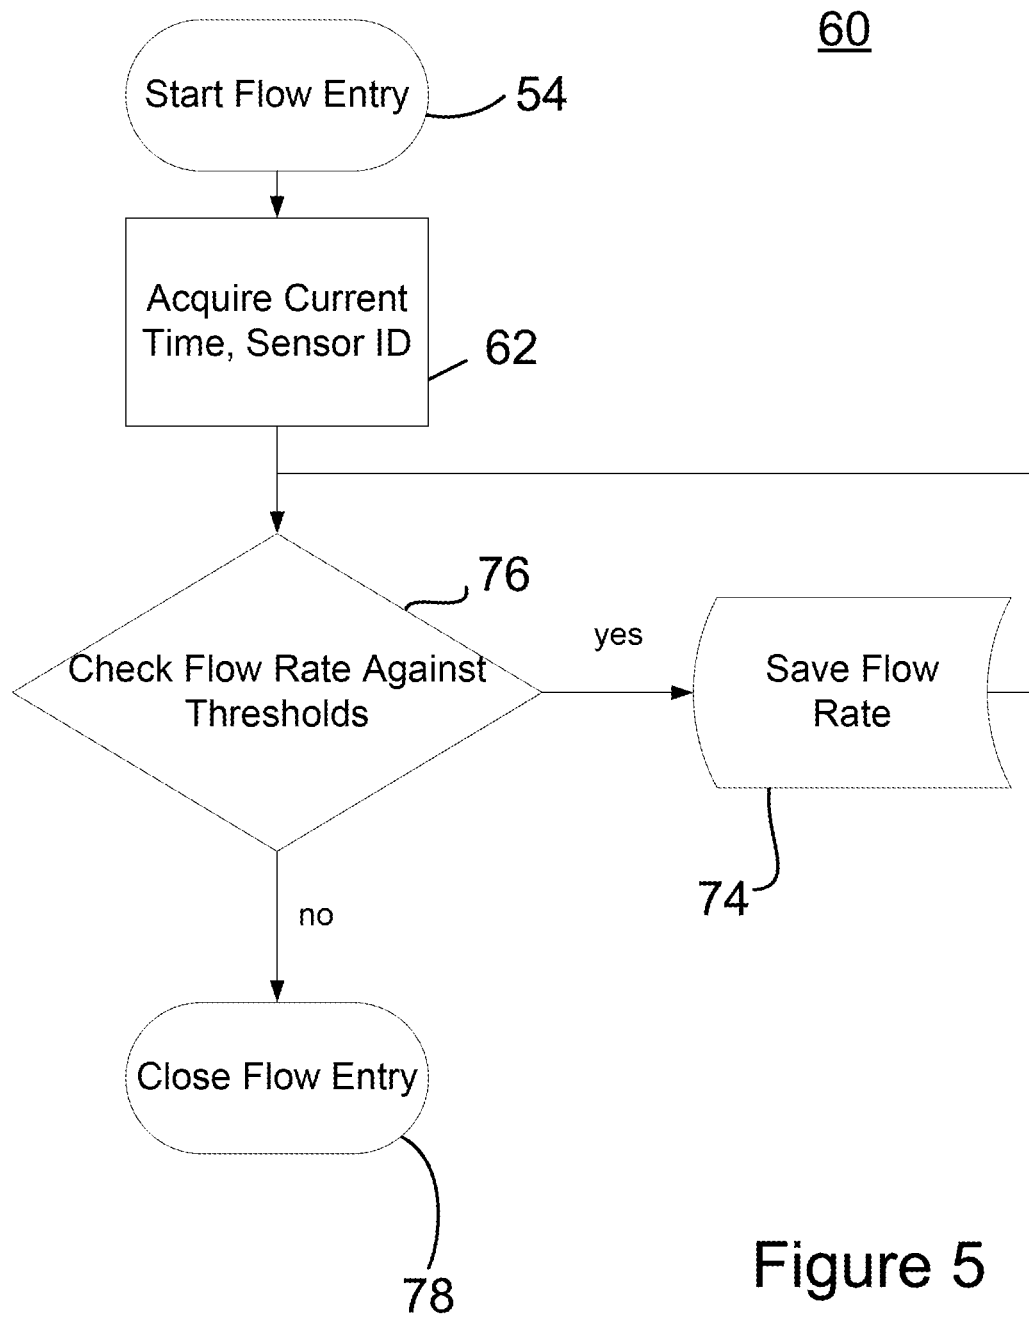 60
Start Flow Entry
54
Acquire Current
Time, Sensor ID
62
76
Check Flow Rate Against
Thresholds
yes
Save Flow
Rate
74
no
Close Flow Entry
78
Figure 5